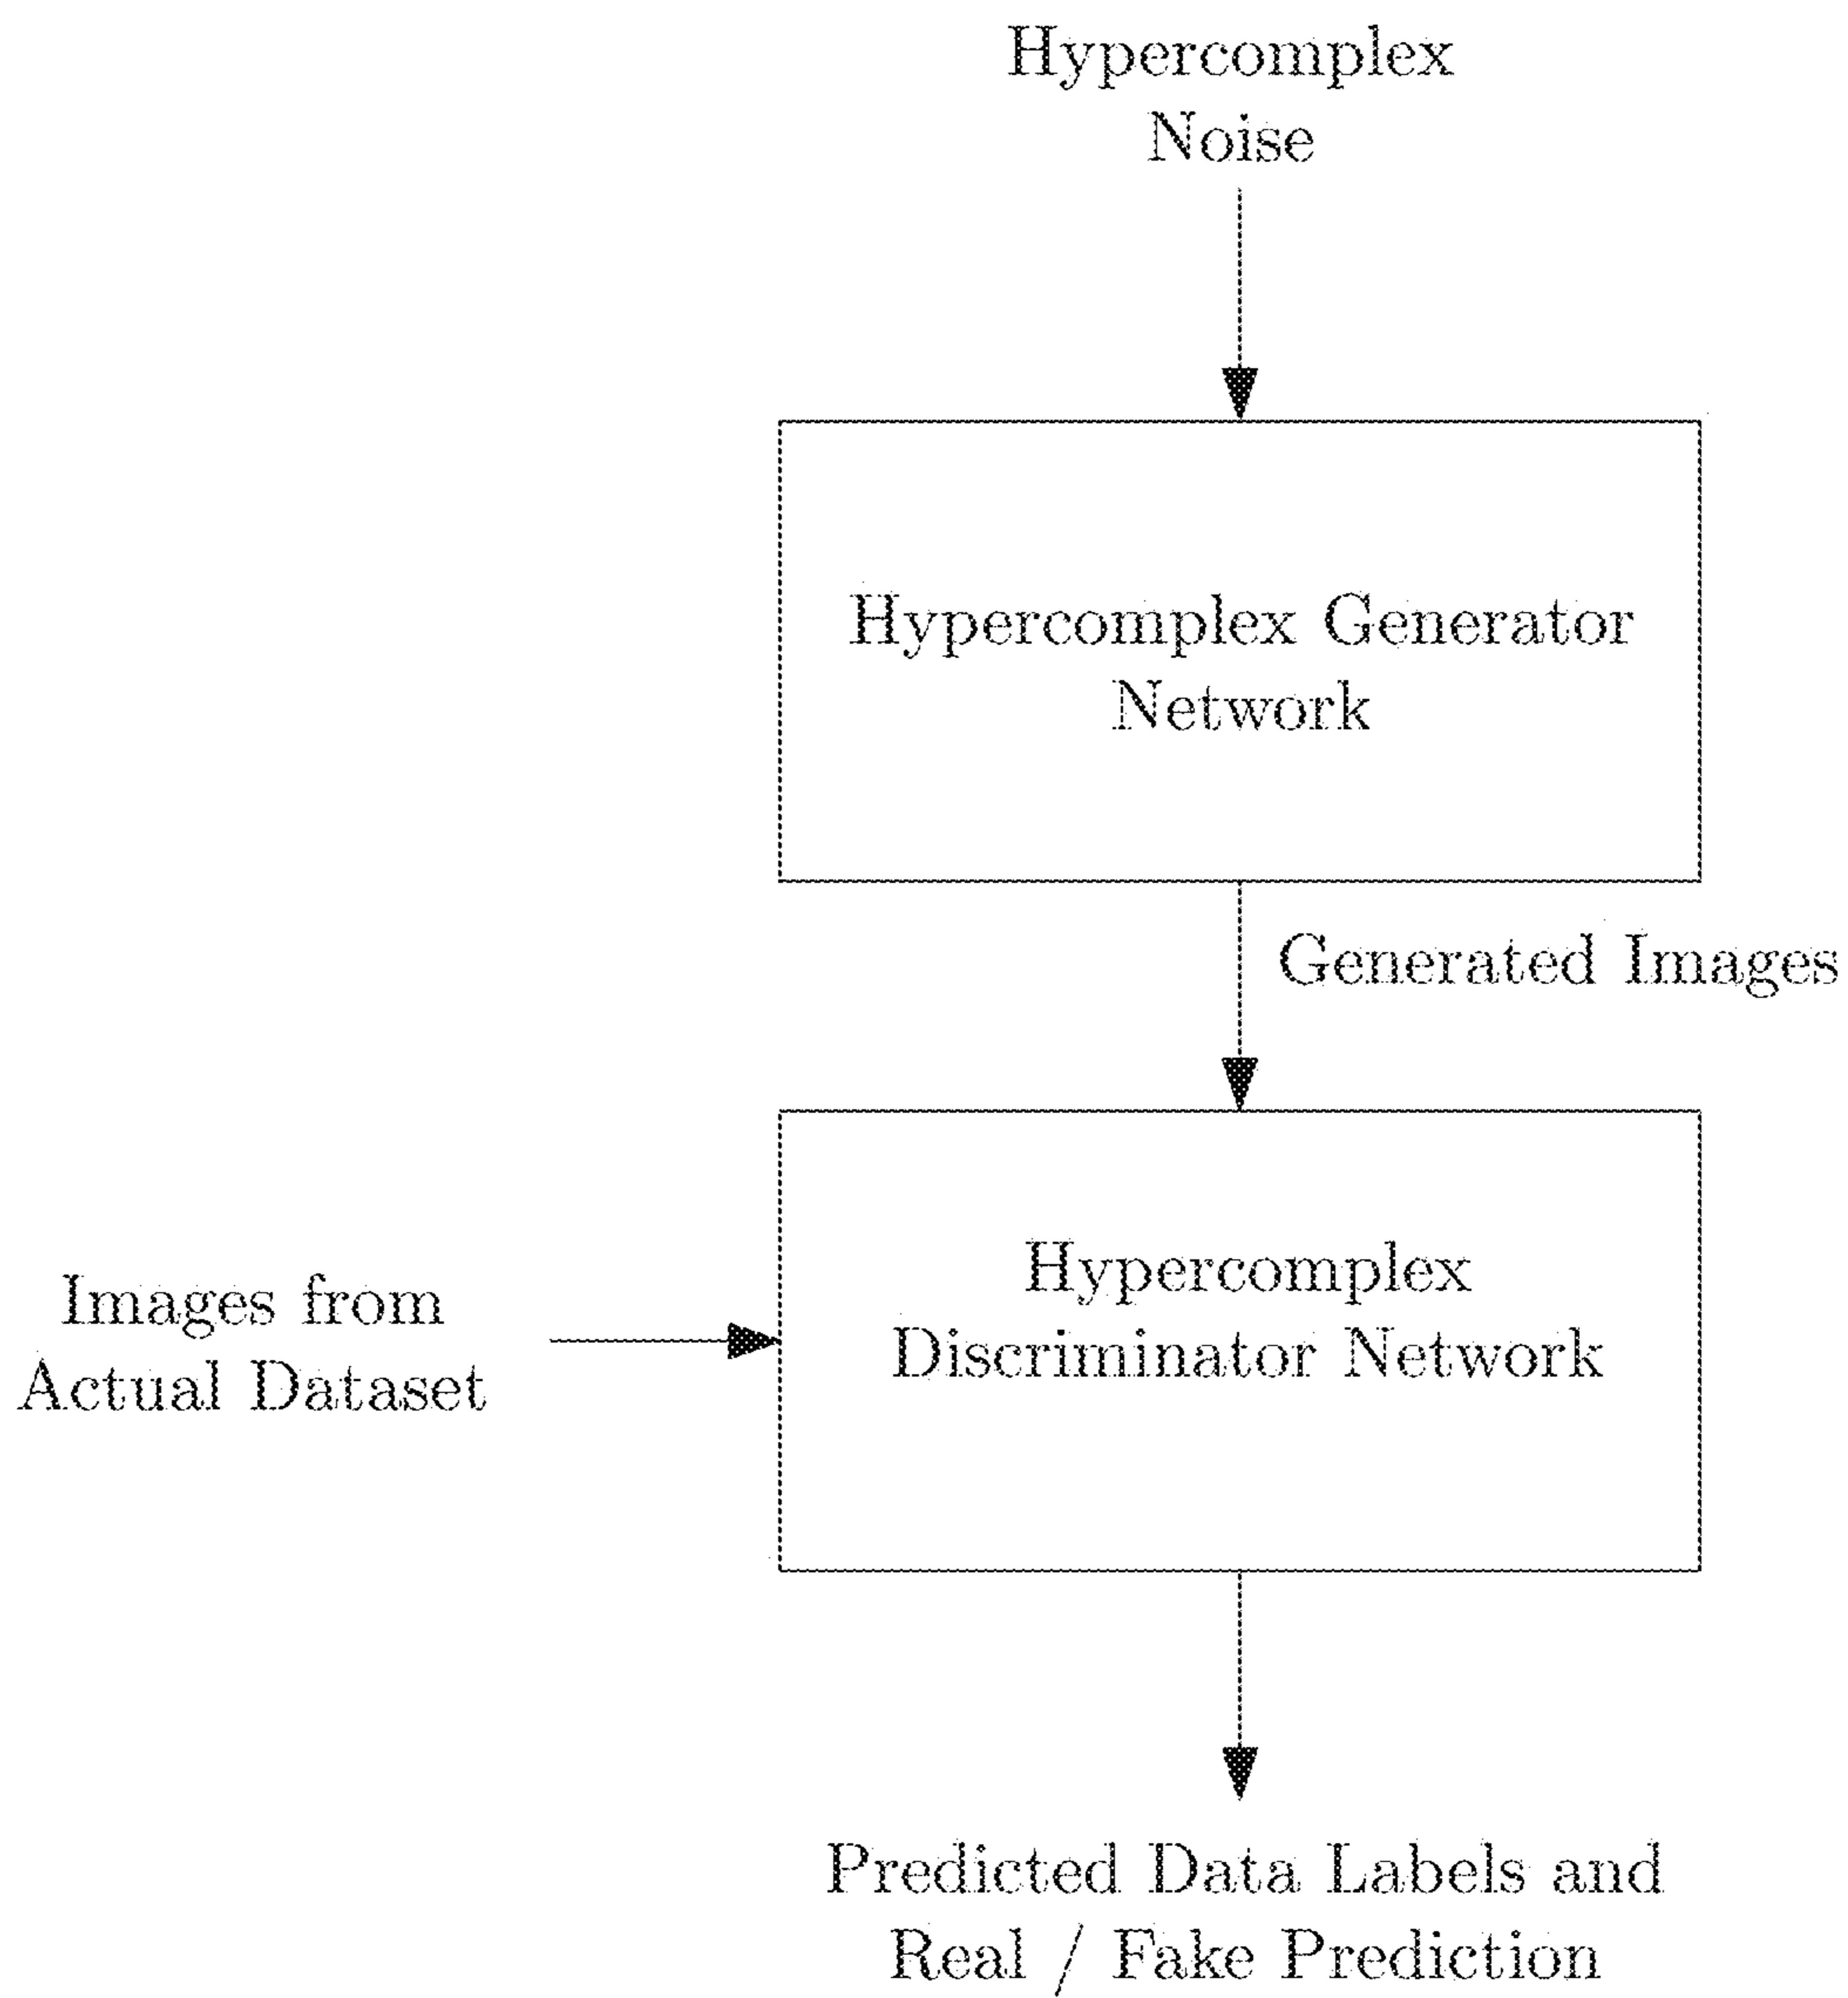 Hypercomplex
Noise
Hypercomplex Generator
Network
Generated Images
Images from
Actual Dataset
Hypercomplex
Discriminator Network
Predicted Data Labels and
Real / Fake Prediction